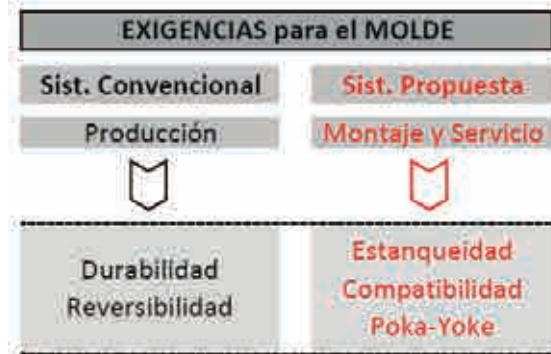 EXIGENCIAS para el MOLDE
Sist. Convencional
Sist. Propuesta
Producción
Montaje y Servicio
Durabilidad
Reversibilidad
Estanqueidad
Compatibilidad
Poka-Yoke